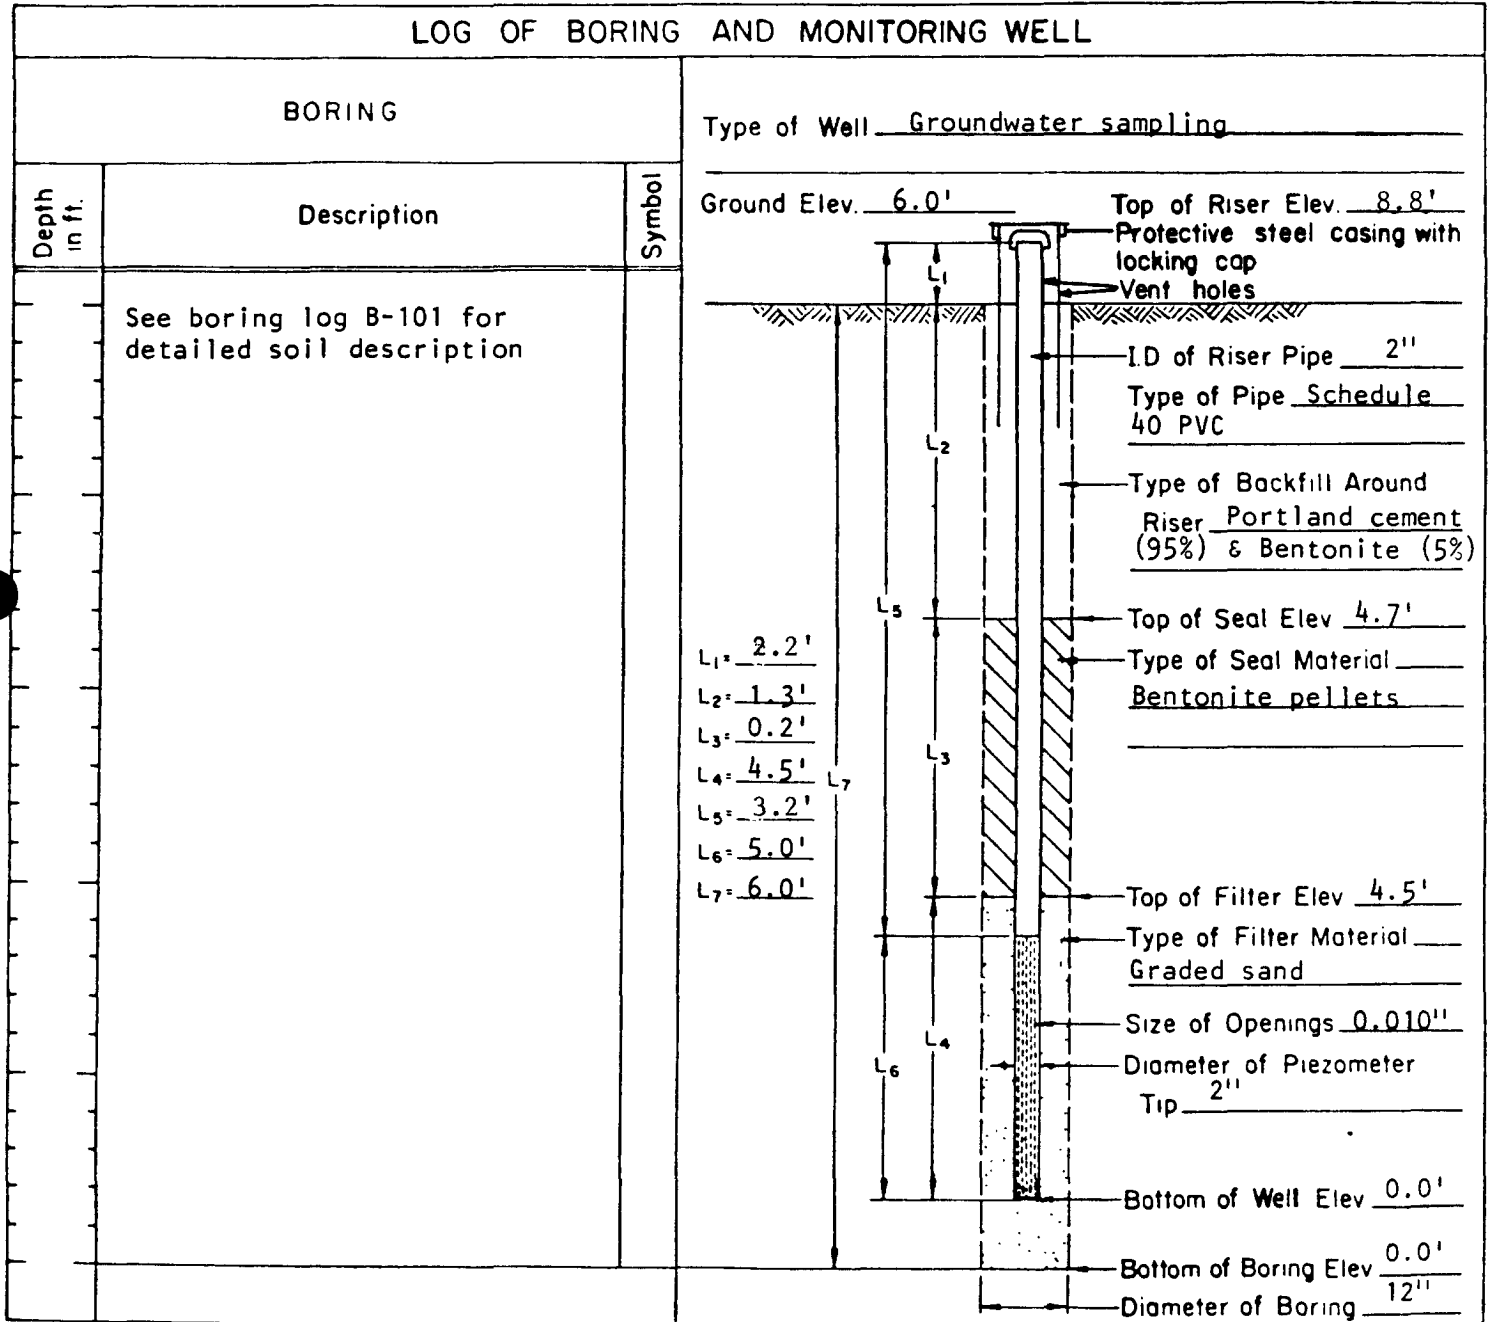 LOG OF BORING AND MONITORING WELL
BORING
Depth in ft.
Description
Symbol
See boring log B-101 for
detailed soil description
Type of Well Groundwater sampling
Ground Elev. 6.0'
Top of Riser Elev. 8.8'
Protective steel casing with
locking cap
Vent holes
I.D of Riser Pipe 2"
Type of Pipe Schedule
40 PVC
Type of Backfill Around
Riser Portland cement
(95%) & Bentonite (5%)
Top of Seal Elev 4.7'
Type of Seal Material
Bentonite pellets
L1= 2.2'
L2= 1.3'
L3= 0.2'
L4= 4.5'
L5= 3.2'
L6= 5.0'
L7= 6.0'
L1
L2
L5
L3
L7
L4
L6
Top of Filter Elev 4.5'
Type of Filter Material
Graded sand
Size of Openings 0.010"
Diameter of Piezometer
Tip 2"
Bottom of Well Elev 0.0'
Bottom of Boring Elev 0.0'
Diameter of Boring 12"